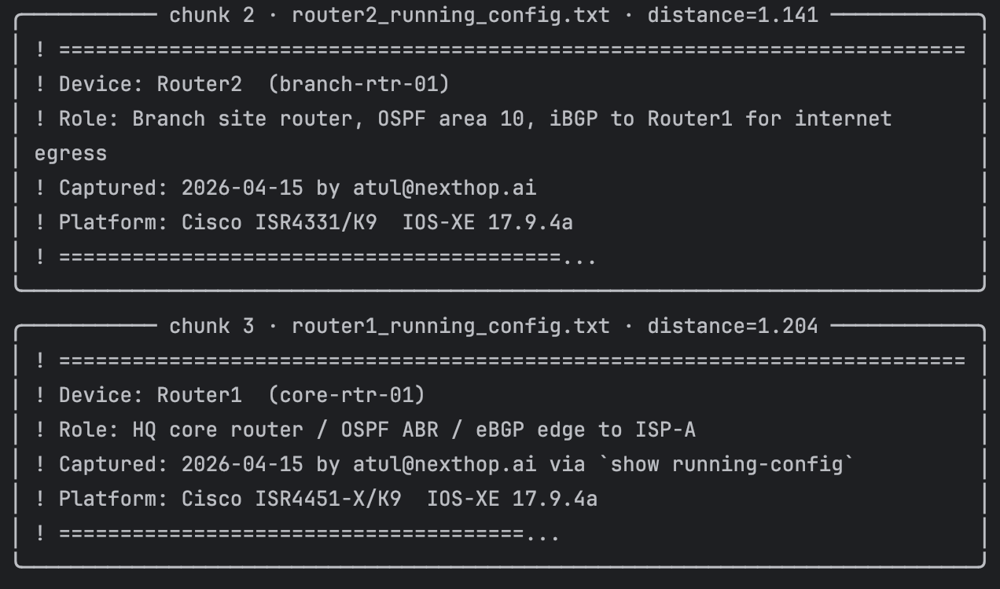 chunk 2 · router2_running_config.txt · distance=1.141
! ==========================================================================
! Device: Router2  (branch-rtr-01)
! Role: Branch site router, OSPF area 10, iBGP to Router1 for internet
egress
! Captured: 2026-04-15 by atul@nexthop.ai
! Platform: Cisco ISR4331/K9  IOS-XE 17.9.4a
! =========================================...
chunk 3 · router1_running_config.txt · distance=1.204
! ==========================================================================
! Device: Router1  (core-rtr-01)
! Role: HQ core router / OSPF ABR / eBGP edge to ISP-A
! Captured: 2026-04-15 by atul@nexthop.ai via `show running-config`
! Platform: Cisco ISR4451-X/K9  IOS-XE 17.9.4a
! ======================================...